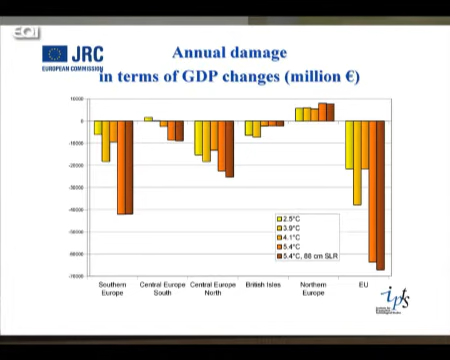 EQI
JRC
EUROPEAN COMMISSION
Annual damage
in terms of GDP changes (million €)
10000
0
-10000
-20000
-30000
-40000
-50000
-60000
-70000
2.5°C
3.9°C
4.1°C
5.4°C
5.4°C, 88 cm SLR
Southern Europe
Central Europe South
Central Europe North
British Isles
Northern Europe
EU
ipts